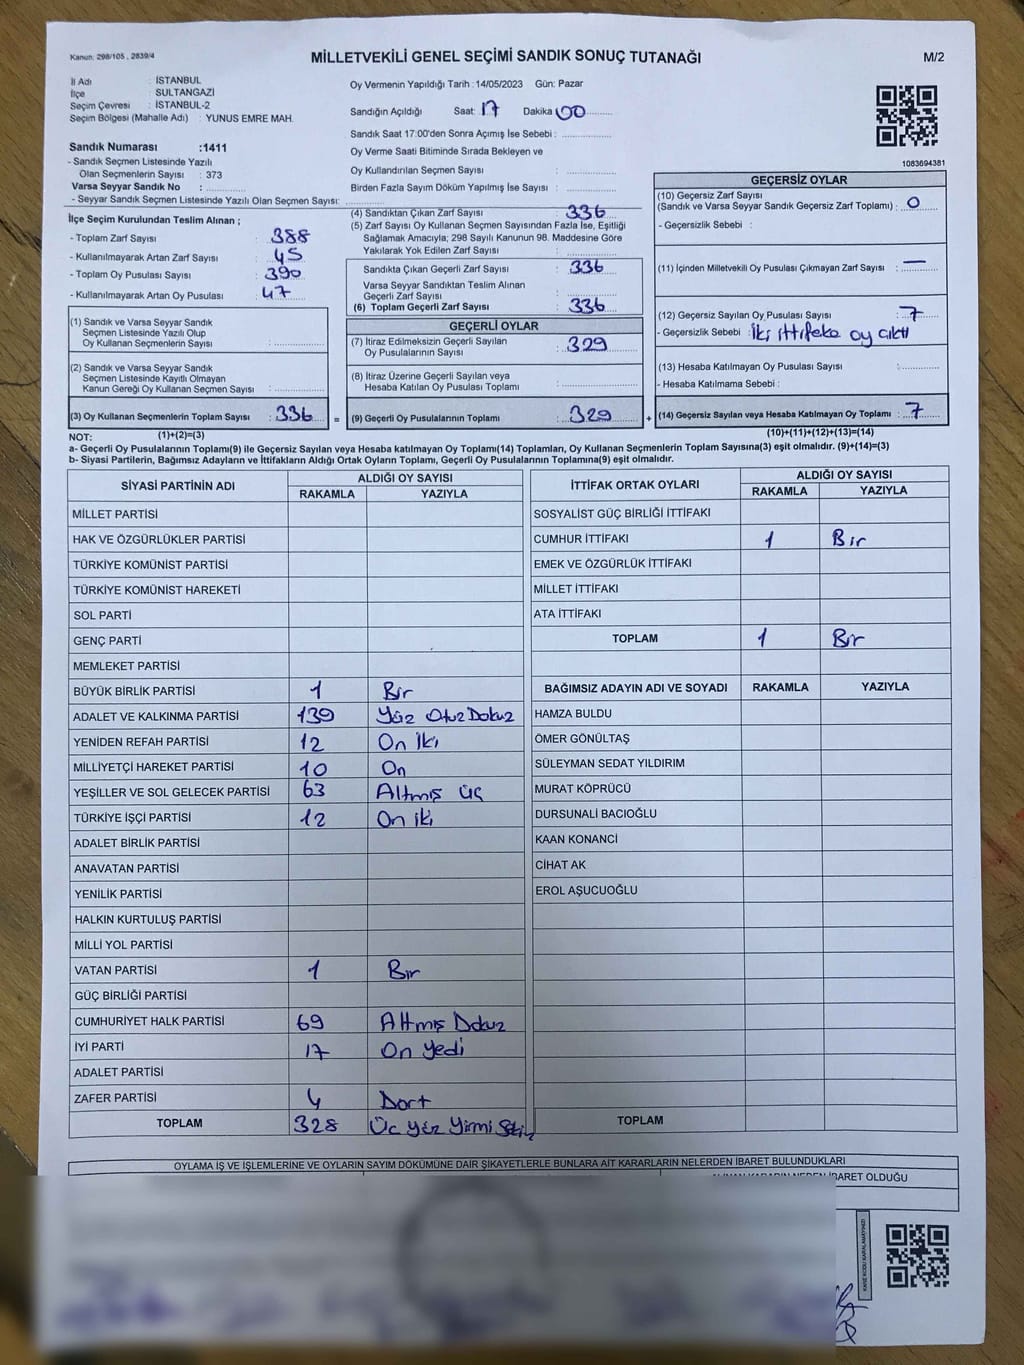 Kanun: 298/105, 2839/4
MİLLETVEKİLİ GENEL SEÇİMİ SANDIK SONUÇ TUTANAĞI
M/2
İl Adı : İSTANBUL
İlçe : SULTANGAZİ
Seçim Çevresi : İSTANBUL-2
Seçim Bölgesi (Mahalle Adı) : YUNUS EMRE MAH.
Sandık Numarası :1411
- Sandık Seçmen Listesinde Yazılı
Olan Seçmenlerin Sayısı : 373
Varsa Seyyar Sandık No :
- Seyyar Sandık Seçmen Listesinde Yazılı Olan Seçmen Sayısı:
Oy Vermenin Yapıldığı Tarih : 14/05/2023 Gün: Pazar
Sandığın Açıldığı Saat: 17 Dakika 00
Sandık Saat 17:00'den Sonra Açılmış İse Sebebi :
Oy Verme Saati Bitiminde Sırada Bekleyen ve
Oy Kullandırılan Seçmen Sayısı :
Birden Fazla Sayım Döküm Yapılmış İse Sayısı :
1083694381
İlçe Seçim Kurulundan Teslim Alınan ;
- Toplam Zarf Sayısı : 388
- Kullanılmayarak Artan Zarf Sayısı : 45
- Toplam Oy Pusulası Sayısı : 390
- Kullanılmayarak Artan Oy Pusulası : 47
(4) Sandıktan Çıkan Zarf Sayısı : 336
(5) Zarf Sayısı Oy Kullanan Seçmen Sayısından Fazla İse, Eşitliği
Sağlamak Amacıyla; 298 Sayılı Kanunun 98. Maddesine Göre
Yakılarak Yok Edilen Zarf Sayısı :
Sandıkta Çıkan Geçerli Zarf Sayısı : 336
Varsa Seyyar Sandıktan Teslim Alınan
Geçerli Zarf Sayısı :
(6) Toplam Geçerli Zarf Sayısı : 336
GEÇERSİZ OYLAR
(10) Geçersiz Zarf Sayısı
(Sandık ve Varsa Seyyar Sandık Geçersiz Zarf Toplamı) : 0
- Geçersizlik Sebebi :
(11) İçinden Milletvekili Oy Pusulası Çıkmayan Zarf Sayısı : —
(12) Geçersiz Sayılan Oy Pusulası Sayısı : 7
- Geçersizlik Sebebi : İki ittifaka oy çıktı
(13) Hesaba Katılmayan Oy Pusulası Sayısı :
- Hesaba Katılmama Sebebi :
(14) Geçersiz Sayılan veya Hesaba Katılmayan Oy Toplamı : 7
(10)+(11)+(12)+(13)=(14)
(1) Sandık ve Varsa Seyyar Sandık
Seçmen Listesinde Yazılı Olup
Oy Kullanan Seçmenlerin Sayısı :
(2) Sandık ve Varsa Seyyar Sandık
Seçmen Listesinde Kayıtlı Olmayan
Kanun Gereği Oy Kullanan Seçmen Sayısı :
(3) Oy Kullanan Seçmenlerin Toplam Sayısı : 336 =
(1)+(2)=(3)
GEÇERLİ OYLAR
(7) İtiraz Edilmeksizin Geçerli Sayılan
Oy Pusulalarının Sayısı : 329
(8) İtiraz Üzerine Geçerli Sayılan veya
Hesaba Katılan Oy Pusulası Toplamı :
(9) Geçerli Oy Pusulalarının Toplamı : 329 +
NOT:
a- Geçerli Oy Pusulalarının Toplamı(9) ile Geçersiz Sayılan veya Hesaba katılmayan Oy Toplamı(14) Toplamları, Oy Kullanan Seçmenlerin Toplam Sayısına(3) eşit olmalıdır. (9)+(14)=(3)
b- Siyasi Partilerin, Bağımsız Adayların ve İttifakların Aldığı Ortak Oyların Toplamı, Geçerli Oy Pusulalarının Toplamına(9) eşit olmalıdır.
SİYASİ PARTİNİN ADI ALDIĞI OY SAYISI
RAKAMLA YAZIYLA
MİLLET PARTİSİ
HAK VE ÖZGÜRLÜKLER PARTİSİ
TÜRKİYE KOMÜNİST PARTİSİ
TÜRKİYE KOMÜNİST HAREKETİ
SOL PARTİ
GENÇ PARTİ
MEMLEKET PARTİSİ
BÜYÜK BİRLİK PARTİSİ 1 Bir
ADALET VE KALKINMA PARTİSİ 139 Yüz Otuz Dokuz
YENİDEN REFAH PARTİSİ 12 On iki
MİLLİYETÇİ HAREKET PARTİSİ 10 On
YEŞİLLER VE SOL GELECEK PARTİSİ 63 Altmış üç
TÜRKİYE İŞÇİ PARTİSİ 12 On iki
ADALET BİRLİK PARTİSİ
ANAVATAN PARTİSİ
YENİLİK PARTİSİ
HALKIN KURTULUŞ PARTİSİ
MİLLİ YOL PARTİSİ
VATAN PARTİSİ 1 Bir
GÜÇ BİRLİĞİ PARTİSİ
CUMHURİYET HALK PARTİSİ 69 Altmış Dokuz
İYİ PARTİ 17 On yedi
ADALET PARTİSİ
ZAFER PARTİSİ 4 Dort
TOPLAM 328 Üc Yüz Yirmi Sekiz
İTTİFAK ORTAK OYLARI ALDIĞI OY SAYISI
RAKAMLA YAZIYLA
SOSYALİST GÜÇ BİRLİĞİ İTTİFAKI
CUMHUR İTTİFAKI 1 Bir
EMEK VE ÖZGÜRLÜK İTTİFAKI
MİLLET İTTİFAKI
ATA İTTİFAKI
TOPLAM 1 Bir
BAĞIMSIZ ADAYIN ADI VE SOYADI RAKAMLA YAZIYLA
HAMZA BULDU
ÖMER GÖNÜLTAŞ
SÜLEYMAN SEDAT YILDIRIM
MURAT KÖPRÜCÜ
DURSUNALİ BACIOĞLU
KAAN KONANCİ
CİHAT AK
EROL AŞUCUOĞLU
TOPLAM
OYLAMA İŞ VE İŞLEMLERİNE VE OYLARIN SAYIM DÖKÜMÜNE DAİR ŞİKAYETLERLE BUNLARA AİT KARARLARIN NELERDEN İBARET BULUNDUKLARI
İBARET OLDUĞU